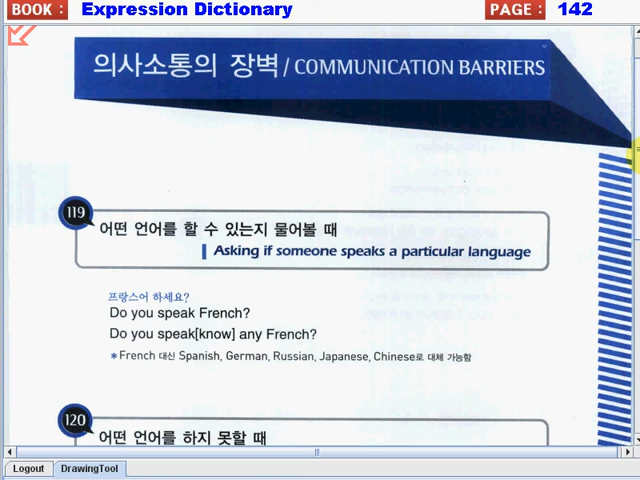 BOOK : Expression Dictionary PAGE : 142
의사소통의 장벽 / COMMUNICATION BARRIERS
119
어떤 언어를 할 수 있는지 물어볼 때
Asking if someone speaks a particular language
프랑스어 하세요?
Do you speak French?
Do you speak[know] any French?
*French 대신 Spanish, German, Russian, Japanese, Chinese로 대체 가능함
120
어떤 언어를 하지 못할 때
Logout DrawingTool